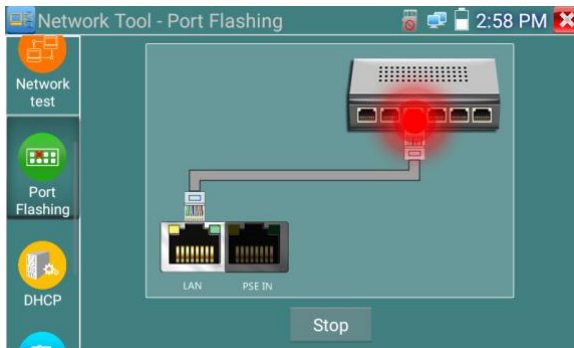 Network Tool - Port Flashing
2:58 PM
Network
test
Port
Flashing
DHCP
LAN
PSE IN
Stop